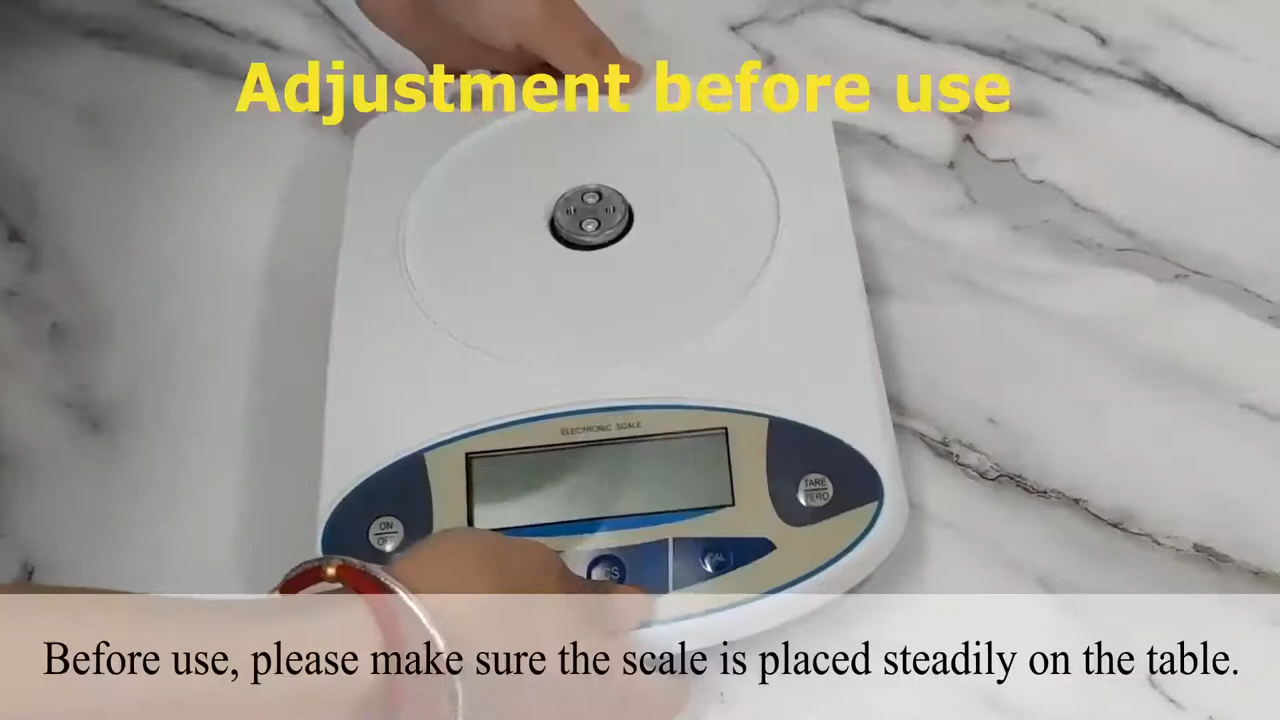 Adjustment before use
ELECTRONIC SCALE
TARE
ZERO
ON
CAL
Before use, please make sure the scale is placed steadily on the table.